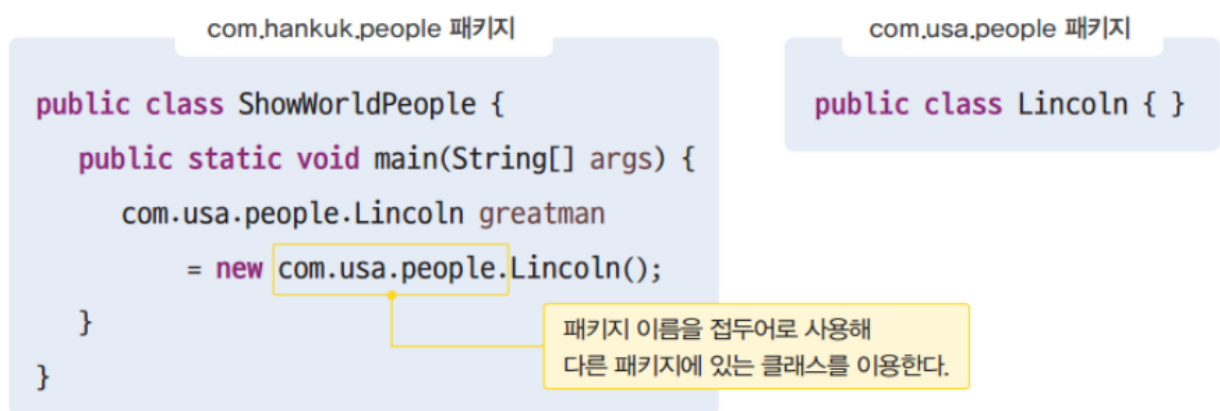 com.hankuk.people 패키지
public class ShowWorldPeople {
public static void main(String[] args) {
com.usa.people.Lincoln greatman
= new com.usa.people.Lincoln();
}
}
패키지 이름을 접두어로 사용해
다른 패키지에 있는 클래스를 이용한다.
com.usa.people 패키지
public class Lincoln { }